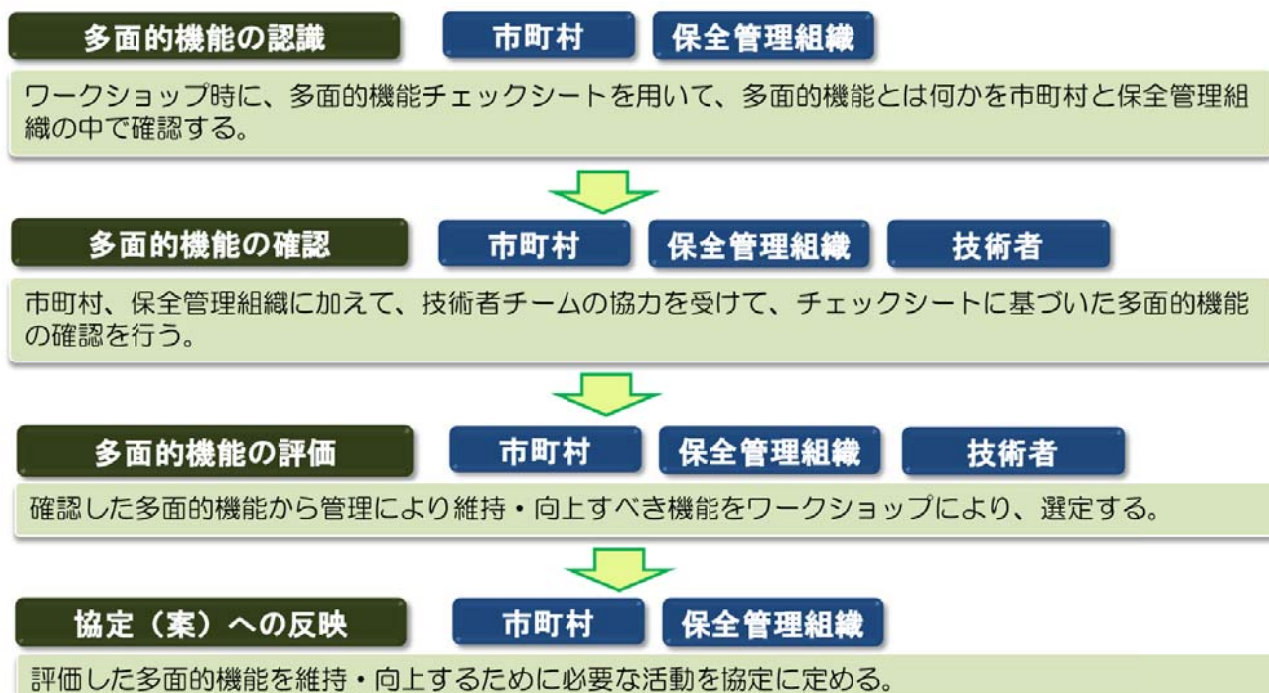 多面的機能の認識 市町村 保全管理組織
ワークショップ時に、多面的機能チェックシートを用いて、多面的機能とは何かを市町村と保全管理組
織の中で確認する。
多面的機能の確認 市町村 保全管理組織 技術者
市町村、保全管理組織に加えて、技術者チームの協力を受けて、チェックシートに基づいた多面的機能
の確認を行う。
多面的機能の評価 市町村 保全管理組織 技術者
確認した多面的機能から管理により維持・向上すべき機能をワークショップにより、選定する。
協定（案）への反映 市町村 保全管理組織
評価した多面的機能を維持・向上するために必要な活動を協定に定める。